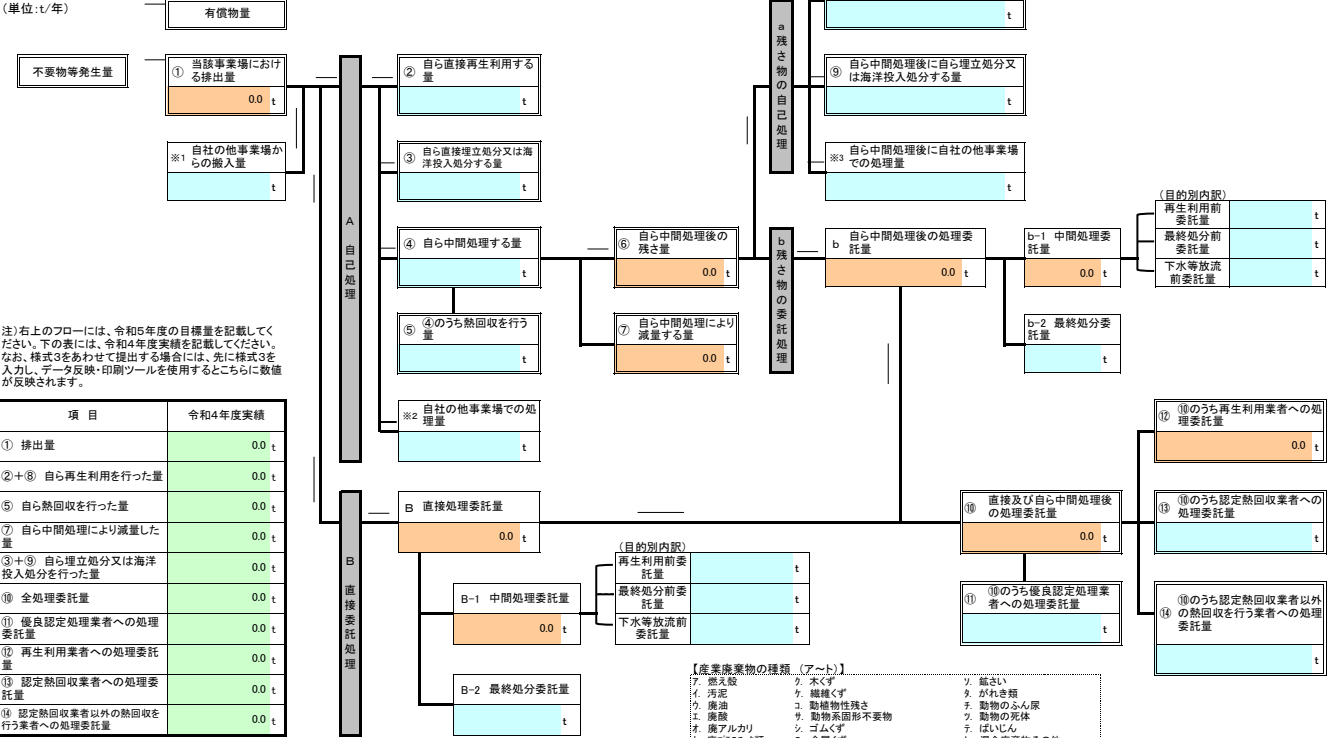 (単位:t/年)
有償物量
t
不要物等発生量
① 当該事業場におけ
る排出量
0.0 t
※1 自社の他事業場か
らの搬入量
t
A 自己処理
② 自ら直接再生利用する
量
t
③ 自ら直接埋立処分又は海
洋投入処分する量
t
④ 自ら中間処理する量
t
⑤ ④のうち熱回収を行う
量
t
※2 自社の他事業場での処
理量
t
⑥ 自ら中間処理後の
残さ量
0.0 t
⑦ 自ら中間処理により
減量する量
0.0 t
a 残さ物の自己処理
⑨ 自ら中間処理後に自ら埋立処分又
は海洋投入処分する量
t
※3 自ら中間処理後に自社の他事業場
での処理量
t
b 残さ物の委託処理
b 自ら中間処理後の処理委
託量
0.0 t
b-1 中間処理委
託量
0.0 t
(目的別内訳)
再生利用前
委託量
t
最終処分前
委託量
t
下水等放流
前委託量
t
b-2 最終処分委
託量
t
注)右上のフローには、令和5年度の目標量を記載してく
ださい。下の表には、令和4年度実績を記載してください。
なお、様式3をあわせて提出する場合には、先に様式3を
入力し、データ反映・印刷ツールを使用するとこちらに数値
が反映されます。
項 目 令和4年度実績
① 排出量 0.0 t
②+⑧ 自ら再生利用を行った量 0.0 t
⑤ 自ら熱回収を行った量 0.0 t
⑦ 自ら中間処理により減量した
量 0.0 t
③+⑨ 自ら埋立処分又は海洋
投入処分を行った量 0.0 t
⑩ 全処理委託量 0.0 t
⑪ 優良認定処理業者への処理
委託量 0.0 t
⑫ 再生利用業者への処理委託
量 0.0 t
⑬ 認定熱回収業者への処理委
託量 0.0 t
⑭ 認定熱回収業者以外の熱回収を
行う業者への処理委託量 0.0 t
B 直接委託処理
B 直接処理委託量
0.0 t
B-1 中間処理委託量
0.0 t
(目的別内訳)
再生利用前委
託量
t
最終処分前委
託量
t
下水等放流前
委託量
t
B-2 最終処分委託量
t
⑩ 直接及び自ら中間処理後
の処理委託量
0.0 t
⑪ ⑩のうち優良認定処理業
者への処理委託量
t
⑫ ⑩のうち再生利用業者への処
理委託量
0.0 t
⑬ ⑩のうち認定熱回収業者への
処理委託量
t
⑭ ⑩のうち認定熱回収業者以外
の熱回収を行う業者への処理
委託量
t
【産業廃棄物の種類 (ア〜ト)】
ア. 燃え殻 ク. 木くず ソ. 鉱さい
イ. 汚泥 ケ. 繊維くず タ. がれき類
ウ. 廃油 コ. 動植物性残さ チ. 動物のふん尿
エ. 廃酸 サ. 動物系固形不要物 ツ. 動物の死体
オ. 廃アルカリ シ. ゴムくず テ. ばいじん